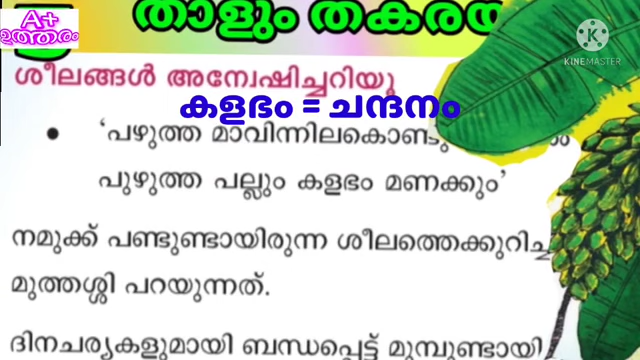 A+
ഉത്തരം
താളും തകരയ
KINEMASTER
ശീലങ്ങൾ അന്വേഷിച്ചറിയൂ
കളഭം = ചന്ദനം
• ‘പഴുത്ത മാവിന്നിലകൊണ്ടു
പുഴുത്ത പല്ലും കളഭം മണക്കും’
നമുക്ക് പണ്ടുണ്ടായിരുന്ന ശീലത്തെക്കുറിച്ച
മുത്തശ്ശി പറയുന്നത്.
ദിനചര്യകളുമായി ബന്ധപ്പെട്ട് മുമ്പുണ്ടായി